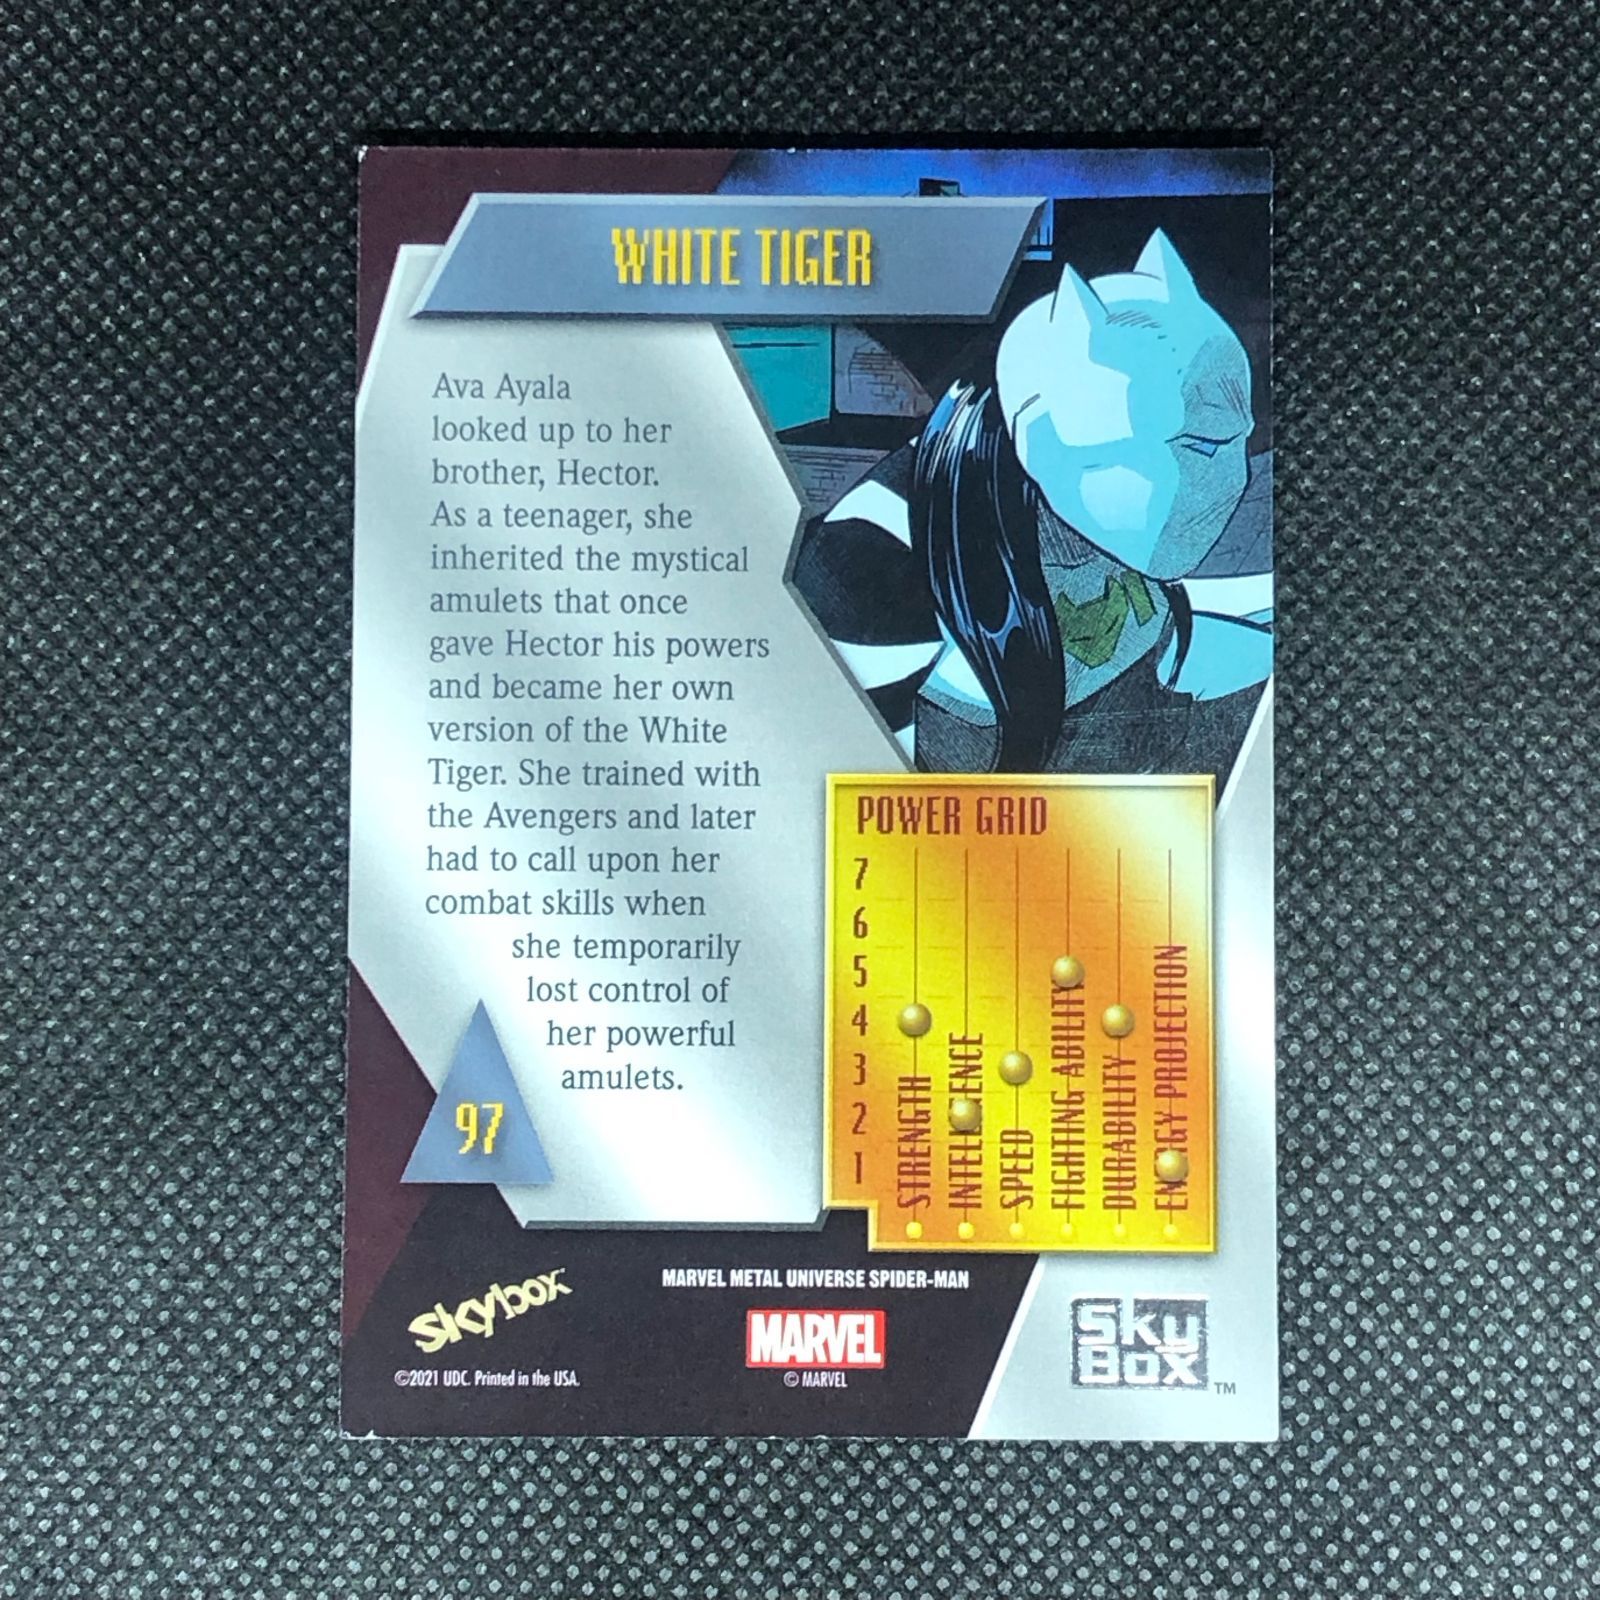 WHITE TIGER
Ava Ayala
looked up to her
brother, Hector.
As a teenager, she
inherited the mystical
amulets that once
gave Hector his powers
and became her own
version of the White
Tiger. She trained with
the Avengers and later
had to call upon her
combat skills when
she temporarily
lost control of
her powerful
amulets.
97
POWER GRID
7
6
5
4
3
2
1
STRENGTH
INTELLIGENCE
SPEED
FIGHTING ABILITY
DURABILITY
ENERGY PROJECTION
skybox
©2021 UDC. Printed in the USA.
MARVEL METAL UNIVERSE SPIDER-MAN
MARVEL
© MARVEL
Sky
Box
TM